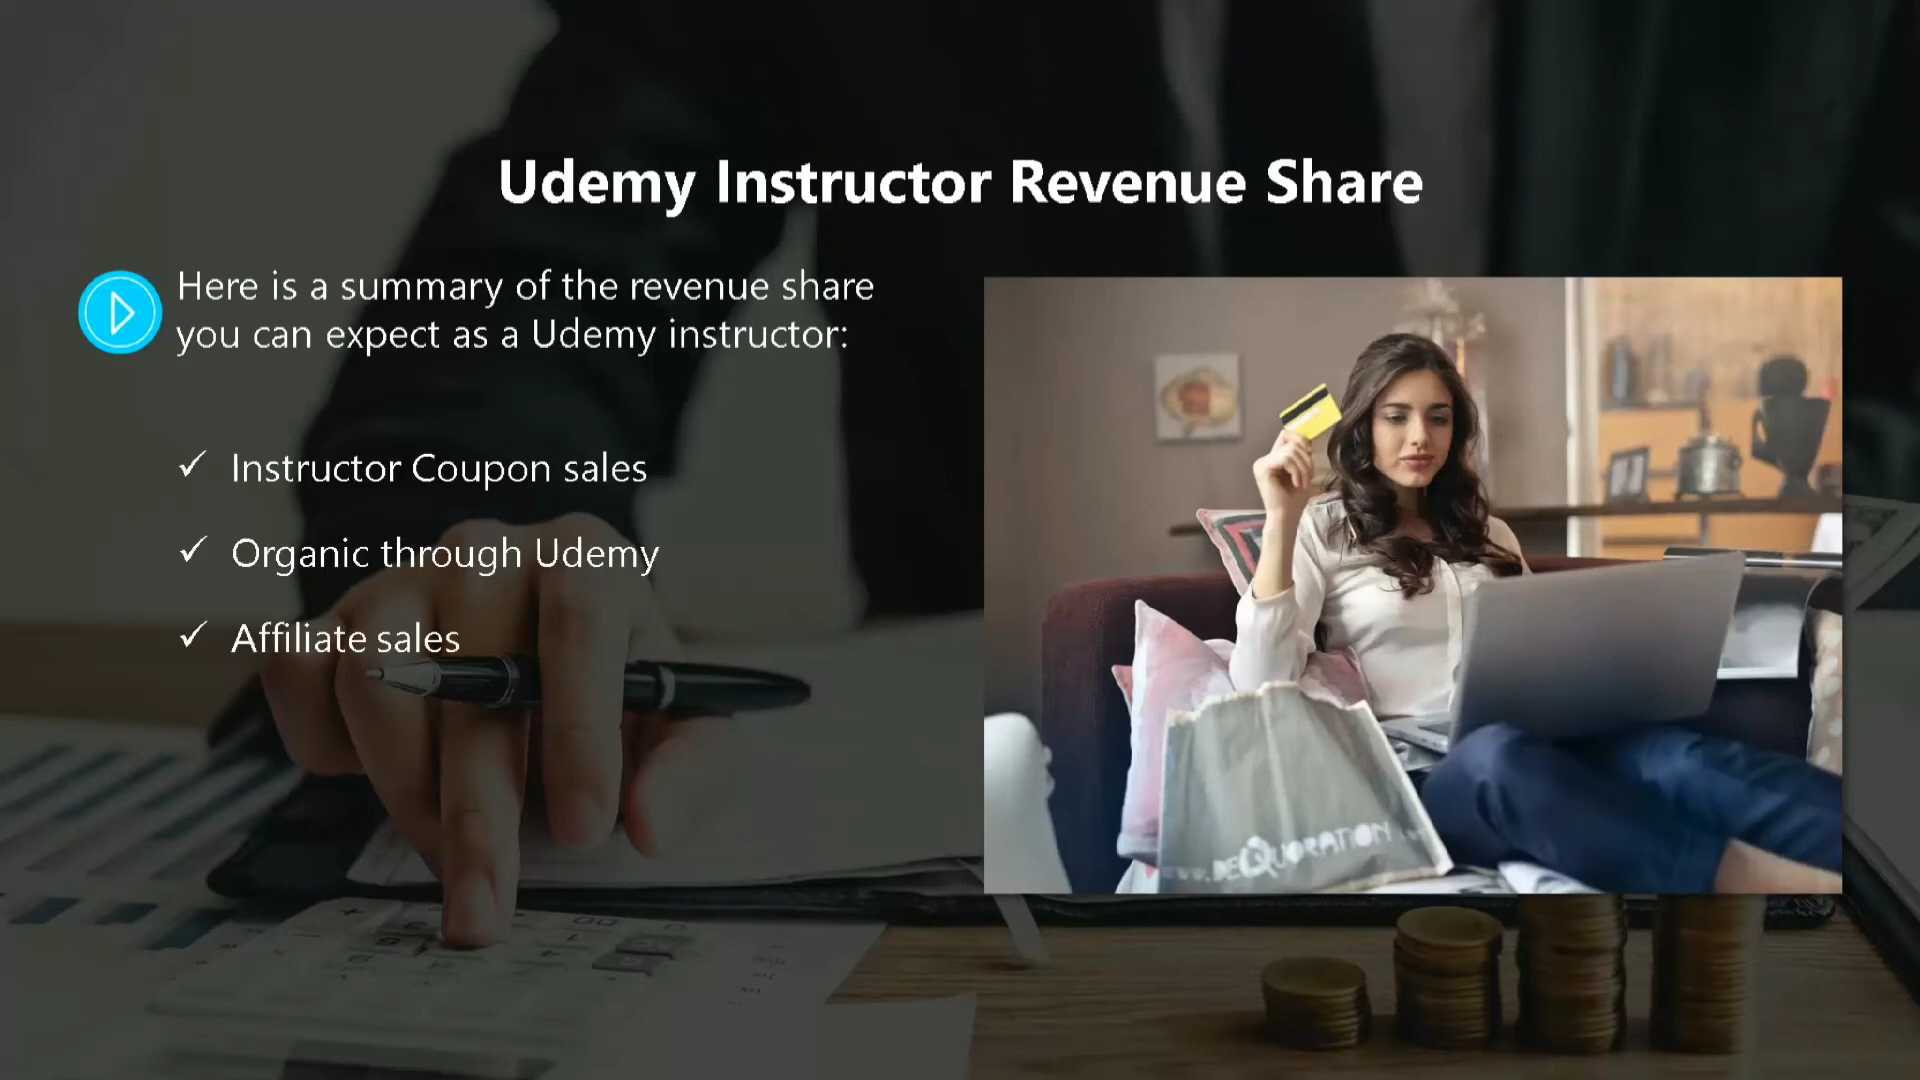 Udemy Instructor Revenue Share
Here is a summary of the revenue share
you can expect as a Udemy instructor:
Instructor Coupon sales
Organic through Udemy
Affiliate sales
DEQUORATION